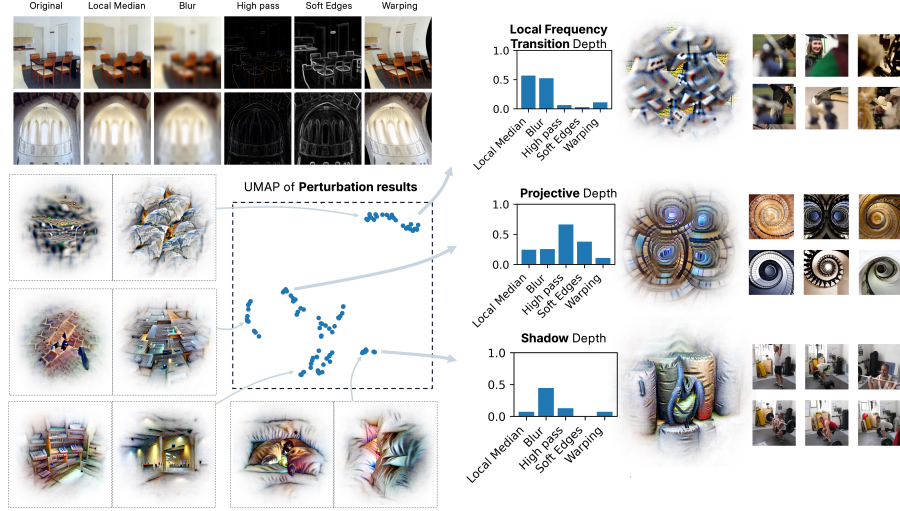 Original Local Median Blur High pass Soft Edges Warping
UMAP of Perturbation results
Local Frequency
Transition Depth
1.0
0.5
0.0
Local Median
Blur
High pass
Soft Edges
Warping
Projective Depth
1.0
0.5
0.0
Local Median
Blur
High pass
Soft Edges
Warping
Shadow Depth
1.0
0.5
0.0
Local Median
Blur
High pass
Soft Edges
Warping